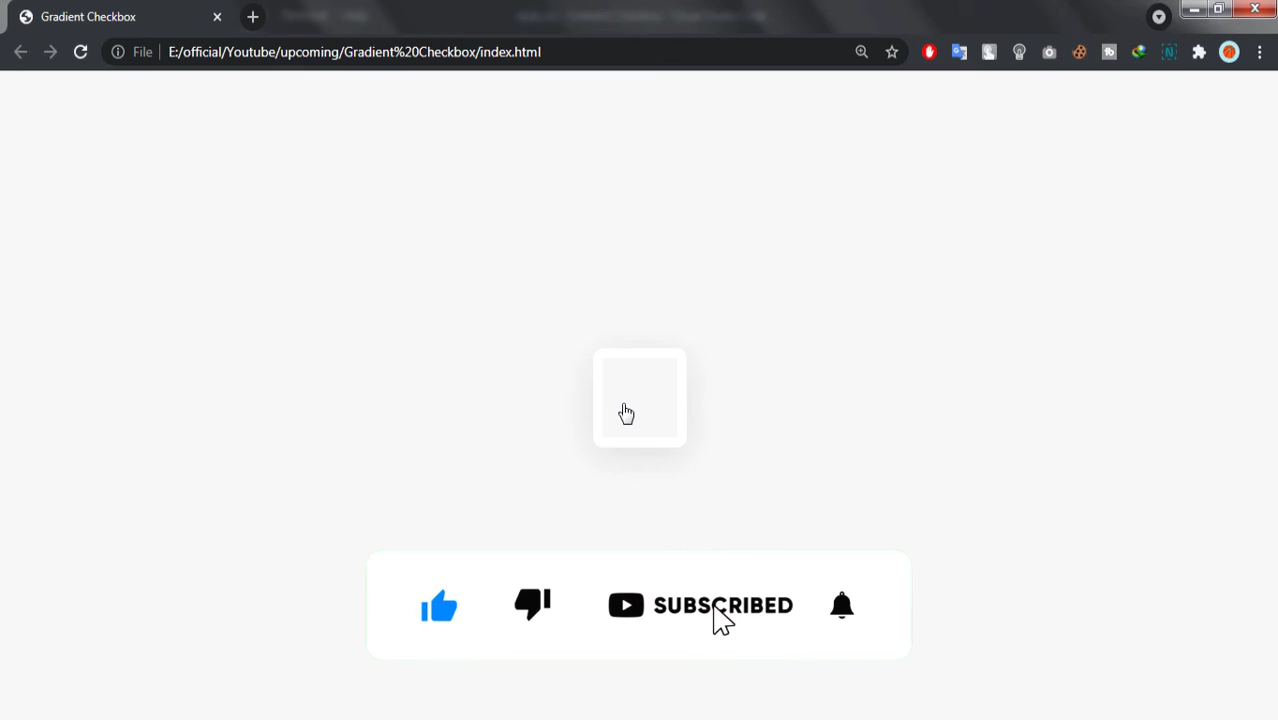 Gradient Checkbox
File E:/official/Youtube/upcoming/Gradient%20Checkbox/index.html
SUBSCRIBED